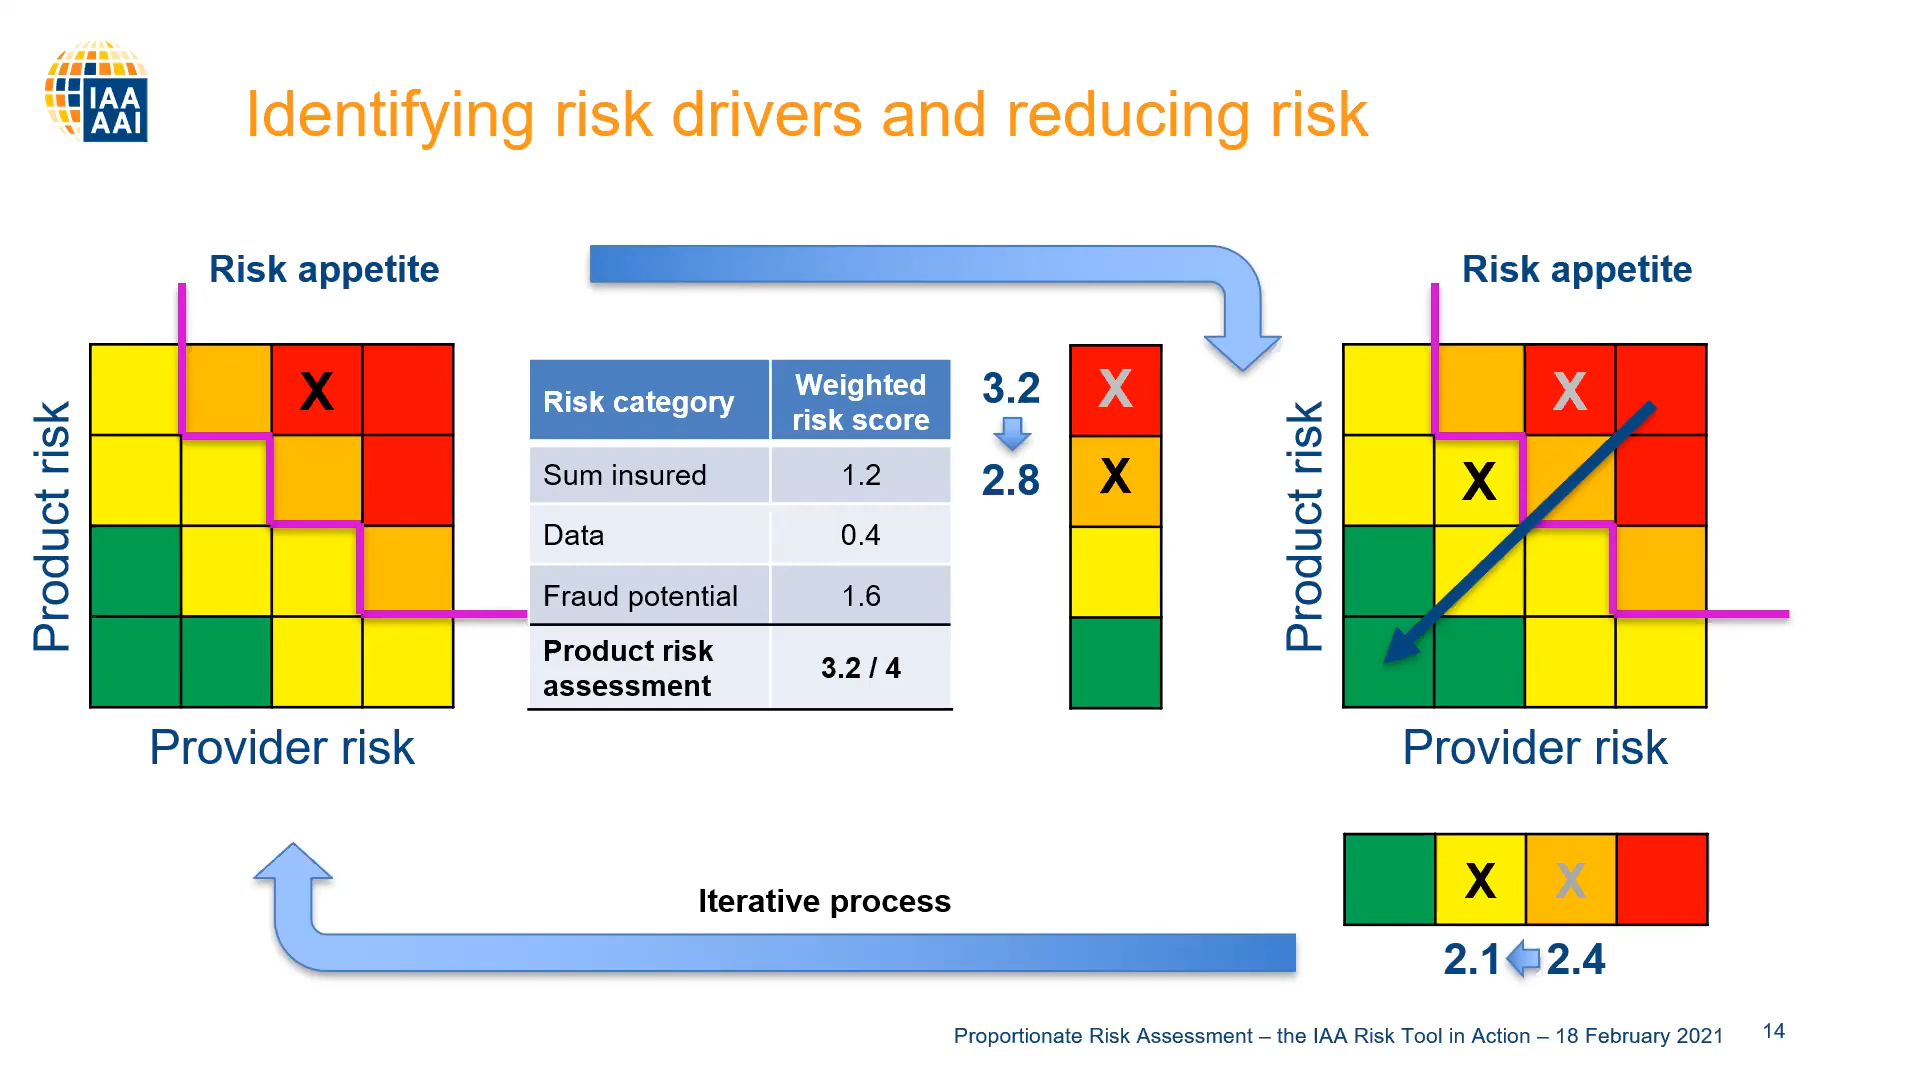 IAA
AAI
Identifying risk drivers and reducing risk
Risk appetite
Product risk
X
Provider risk
Risk category
Weighted
risk score
Sum insured
1.2
Data
0.4
Fraud potential
1.6
Product risk
assessment
3.2 / 4
3.2
2.8
X
X
Risk appetite
Product risk
X
X
Provider risk
X
X
2.1
2.4
Iterative process
Proportionate Risk Assessment – the IAA Risk Tool in Action – 18 February 2021
14